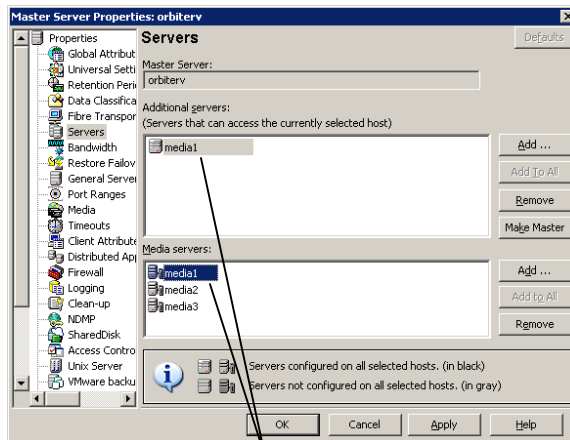 Master Server Properties: orbiterv
Properties
Global Attribut
Universal Setti
Retention Peri
Data Classifica
Fibre Transpor
Servers
Bandwidth
Restore Failov
General Server
Port Ranges
Media
Timeouts
Client Attribute
Distributed App
Firewall
Logging
Clean-up
NDMP
SharedDisk
Access Contro
Unix Server
VMware backu
Servers
Defaults
Master Server:
orbiterv
Additional servers:
(Servers that can access the currently selected host)
media1
Add ...
Add To All
Remove
Make Master
Media servers:
media1
media2
media3
Add ...
Add to All
Remove
Servers configured on all selected hosts. (in black)
Servers not configured on all selected hosts. (in gray)
OK
Cancel
Apply
Help